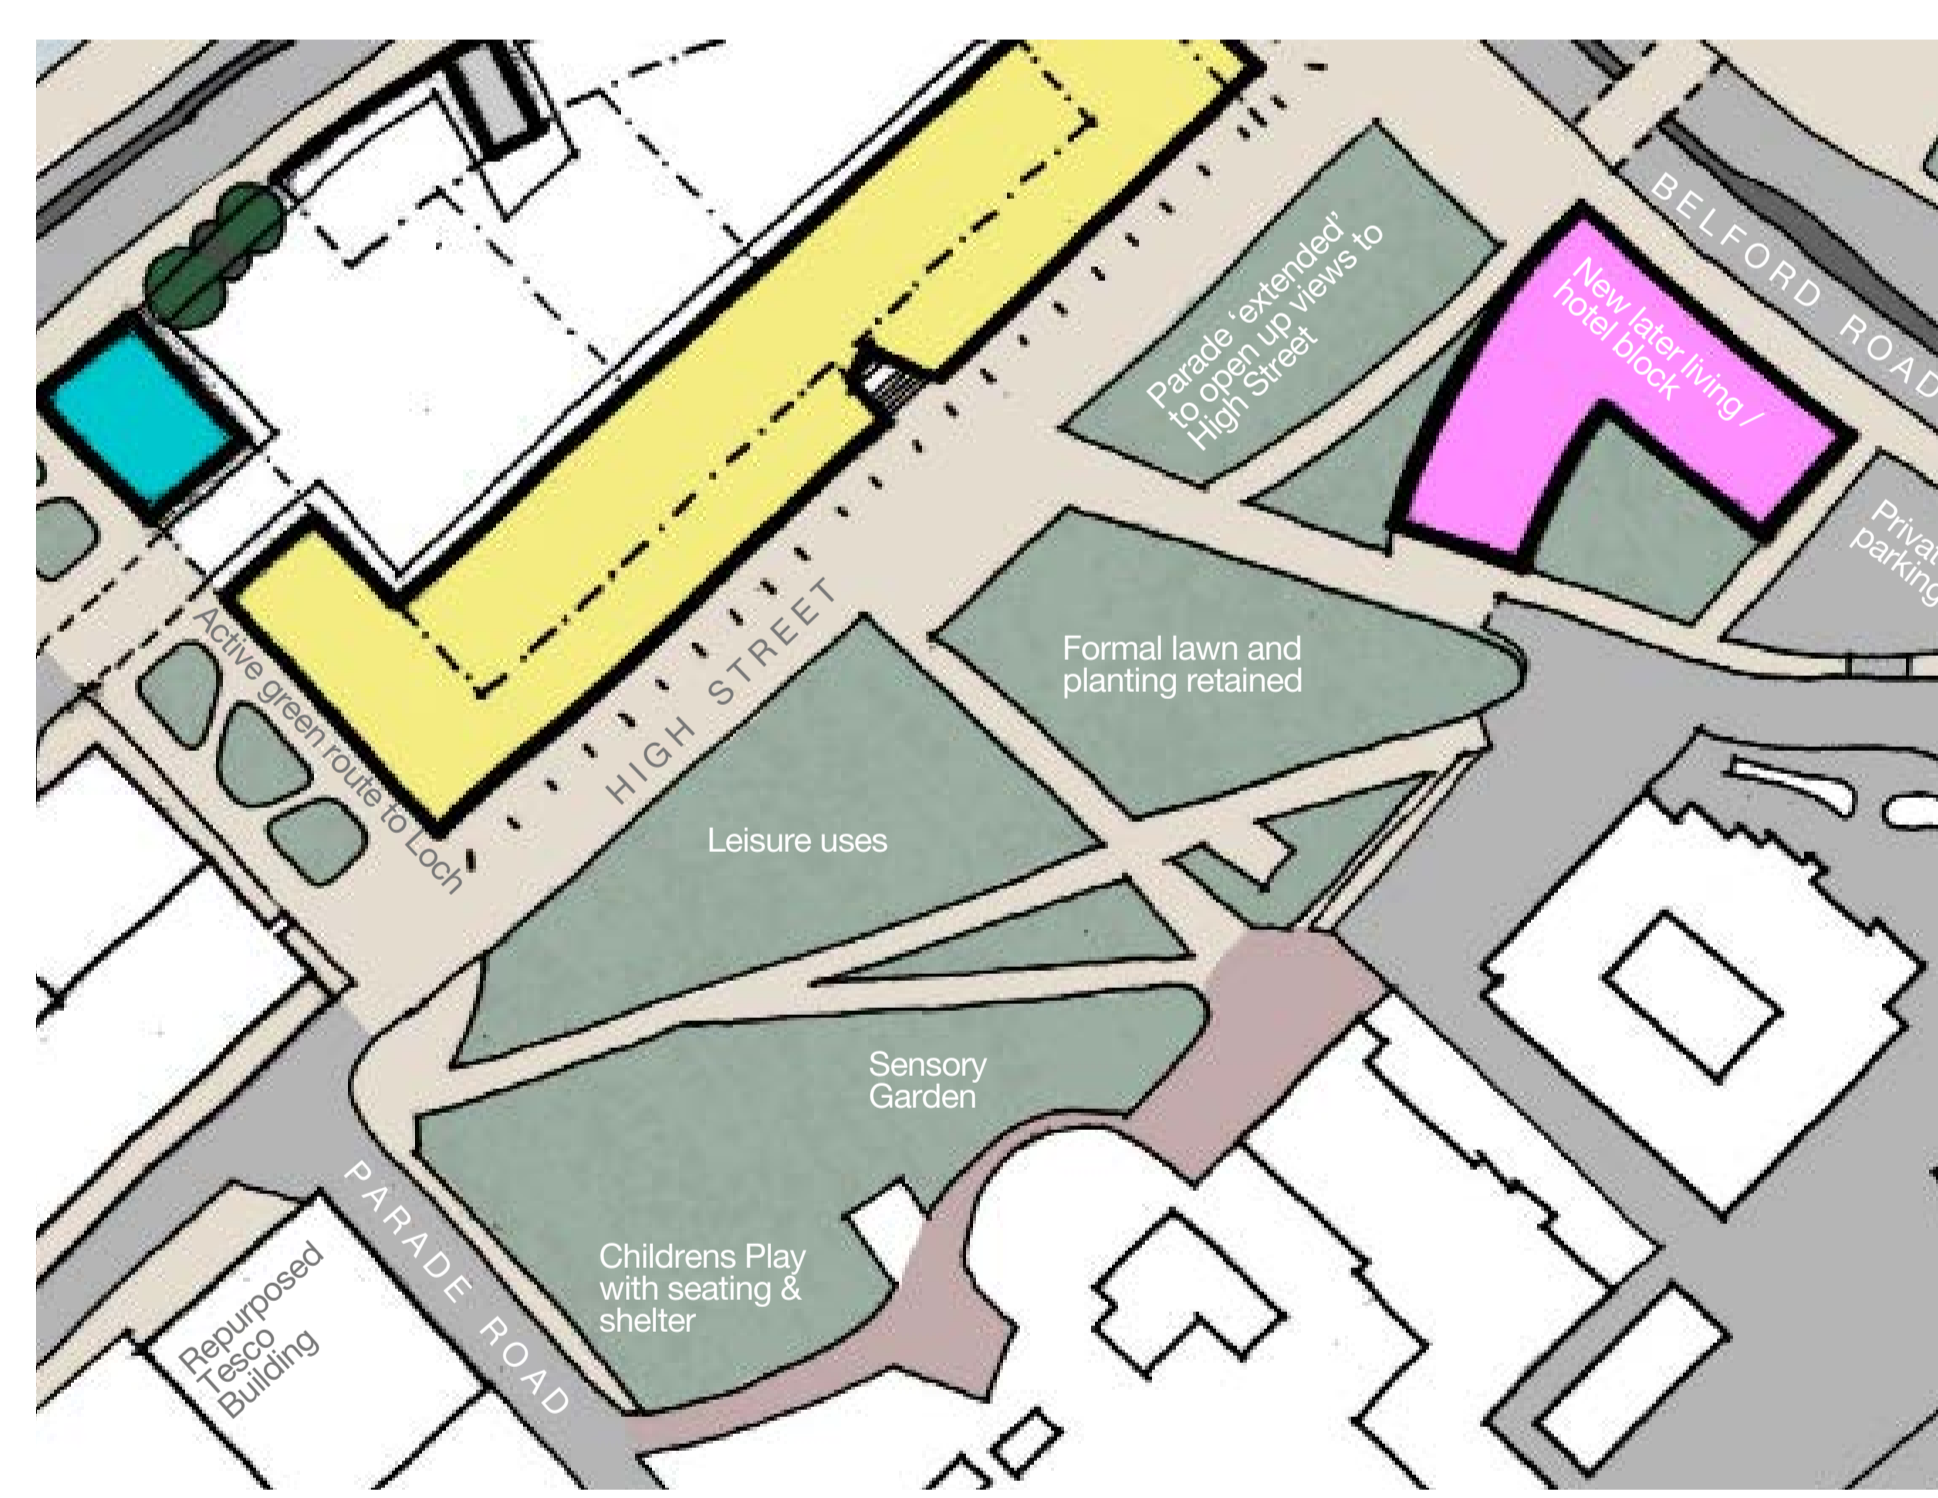 BELFORD ROAD
Parade ‘extended’
to open up views to
High Street
New later living /
hotel block
parking
Active green route to Loch
HIGH STREET
Formal lawn and
planting retained
Leisure uses
Sensory
Garden
Childrens Play
with seating &
shelter
PARADE ROAD
Repurposed
Tesco
Building